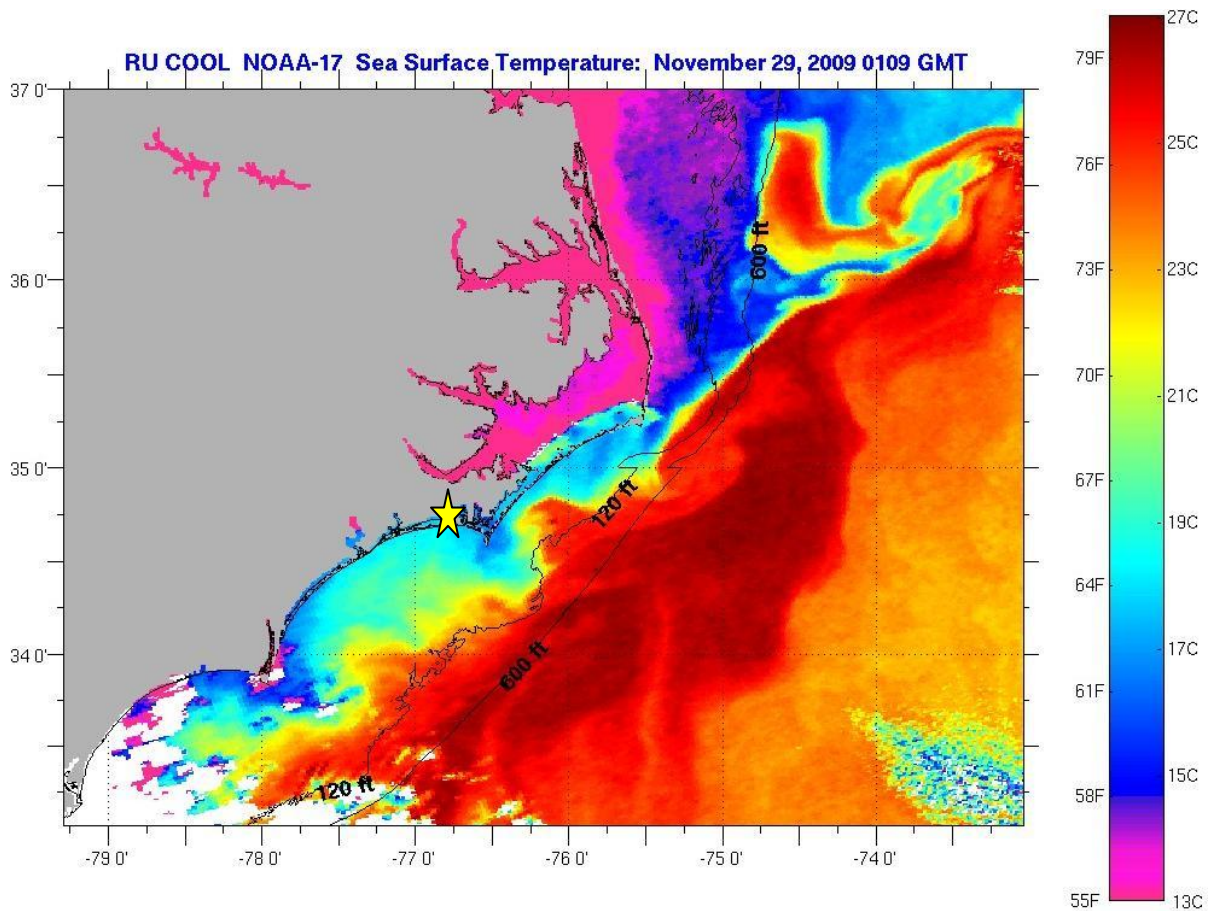 RU COOL NOAA-17 Sea Surface Temperature: November 29, 2009 0109 GMT
37 0'
36 0'
35 0'
34 0'
-79 0'
-78 0'
-77 0'
-76 0'
-75 0'
-74 0'
600 ft
120 ft
600 ft
120 ft
79F
76F
73F
70F
67F
64F
61F
58F
55F
27C
25C
23C
21C
19C
17C
15C
13C